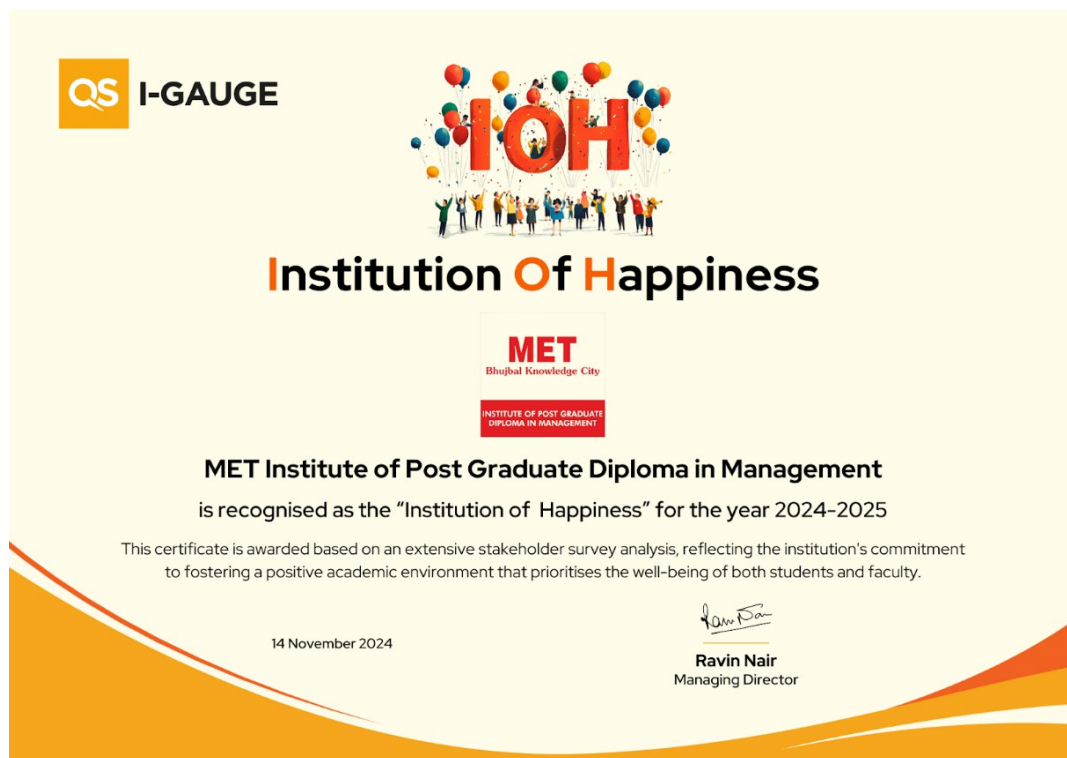 QS I-GAUGE
IOH
Institution Of Happiness
MET
Bhujbal Knowledge City
INSTITUTE OF POST GRADUATE
DIPLOMA IN MANAGEMENT
MET Institute of Post Graduate Diploma in Management
is recognised as the “Institution of Happiness” for the year 2024-2025
This certificate is awarded based on an extensive stakeholder survey analysis, reflecting the institution's commitment
to fostering a positive academic environment that prioritises the well-being of both students and faculty.
14 November 2024
Ravin Nair
Managing Director